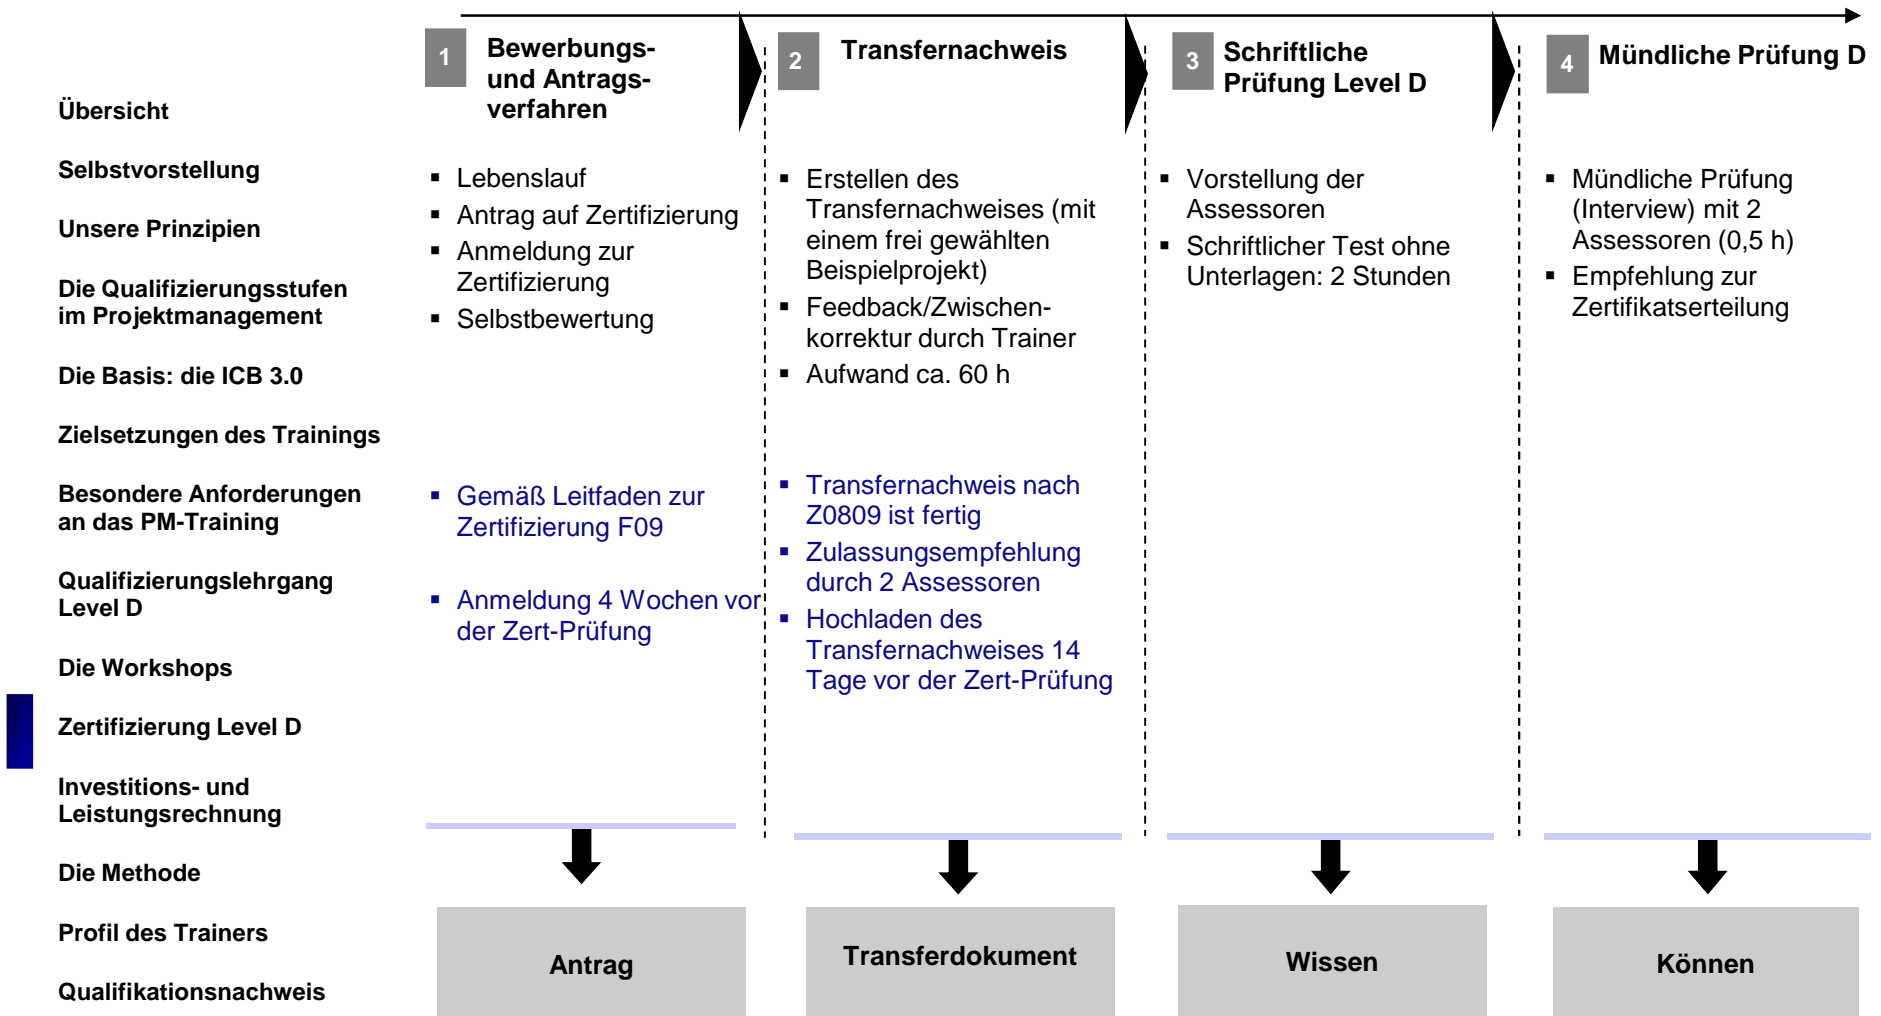 Übersicht
Selbstvorstellung
Unsere Prinzipien
Die Qualifizierungsstufen
im Projektmanagement
Die Basis: die ICB 3.0
Zielsetzungen des Trainings
Besondere Anforderungen
an das PM-Training
Qualifizierungslehrgang
Level D
Die Workshops
Zertifizierung Level D
Investitions- und
Leistungsrechnung
Die Methode
Profil des Trainers
Qualifikationsnachweis
1
Bewerbungs-
und Antrags-
verfahren
▪ Lebenslauf
▪ Antrag auf Zertifizierung
▪ Anmeldung zur
Zertifizierung
▪ Selbstbewertung
▪ Gemäß Leitfaden zur
Zertifizierung F09
▪ Anmeldung 4 Wochen vor
der Zert-Prüfung
Antrag
2
Transfernachweis
▪ Erstellen des
Transfernachweises (mit
einem frei gewählten
Beispielprojekt)
▪ Feedback/Zwischen-
korrektur durch Trainer
▪ Aufwand ca. 60 h
▪ Transfernachweis nach
Z0809 ist fertig
▪ Zulassungsempfehlung
durch 2 Assessoren
▪ Hochladen des
Transfernachweises 14
Tage vor der Zert-Prüfung
Transferdokument
3
Schriftliche
Prüfung Level D
▪ Vorstellung der
Assessoren
▪ Schriftlicher Test ohne
Unterlagen: 2 Stunden
Wissen
4
Mündliche Prüfung D
▪ Mündliche Prüfung
(Interview) mit 2
Assessoren (0,5 h)
▪ Empfehlung zur
Zertifikatserteilung
Können